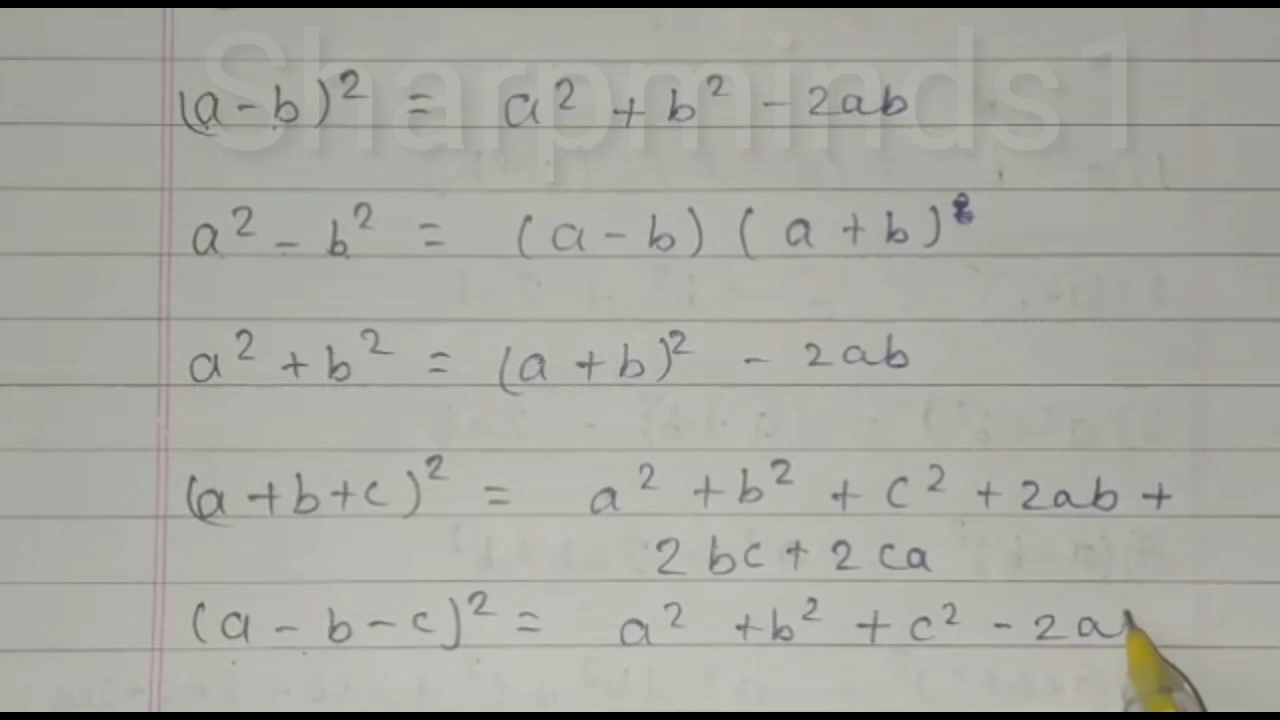 Sharpminds1
(a-b)² = a² + b² - 2ab
a² - b² = (a-b) (a+b)
a² + b² = (a+b)² - 2ab
(a+b+c)² = a² + b² + c² + 2ab +
2bc + 2ca
(a-b-c)² = a² + b² + c² - 2a